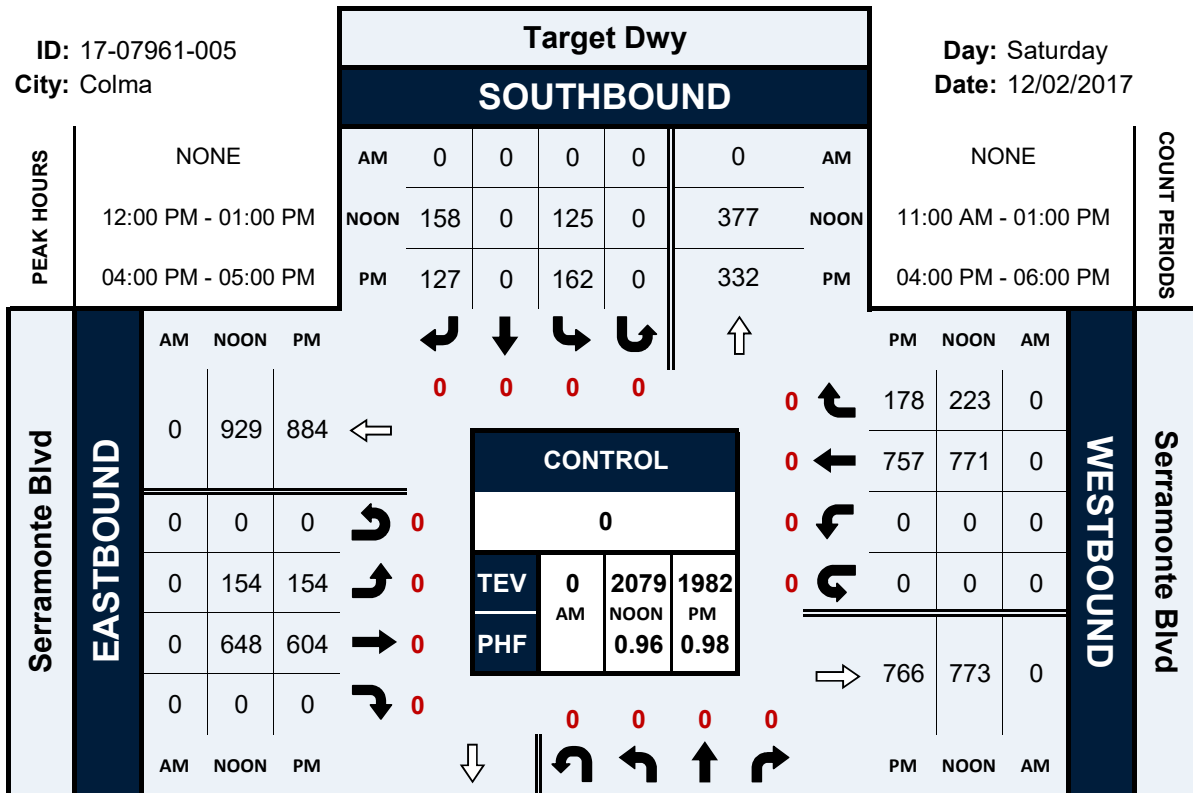 Target Dwy
ID: 17-07961-005
Day: Saturday
City: Colma
Date: 12/02/2017
SOUTHBOUND
PEAK HOURS
NONE
AM 0 0 0 0 0 AM
NONE
COUNT PERIODS
12:00 PM - 01:00 PM
NOON 158 0 125 0 377 NOON
11:00 AM - 01:00 PM
04:00 PM - 05:00 PM
PM 127 0 162 0 332 PM
04:00 PM - 06:00 PM
Serramonte Blvd
EASTBOUND
AM NOON PM
0 929 884
0 0 0 0
0 154 154 0
0 648 604 0
0 0 0 0
AM NOON PM
0 0 0 0
CONTROL
0
TEV 0 2079 1982
AM NOON PM
PHF 0.96 0.98
0 0 0 0
PM NOON AM
0 178 223 0
0 757 771 0
0 0 0 0
0 0 0 0
766 773 0
PM NOON AM
WESTBOUND
Serramonte Blvd